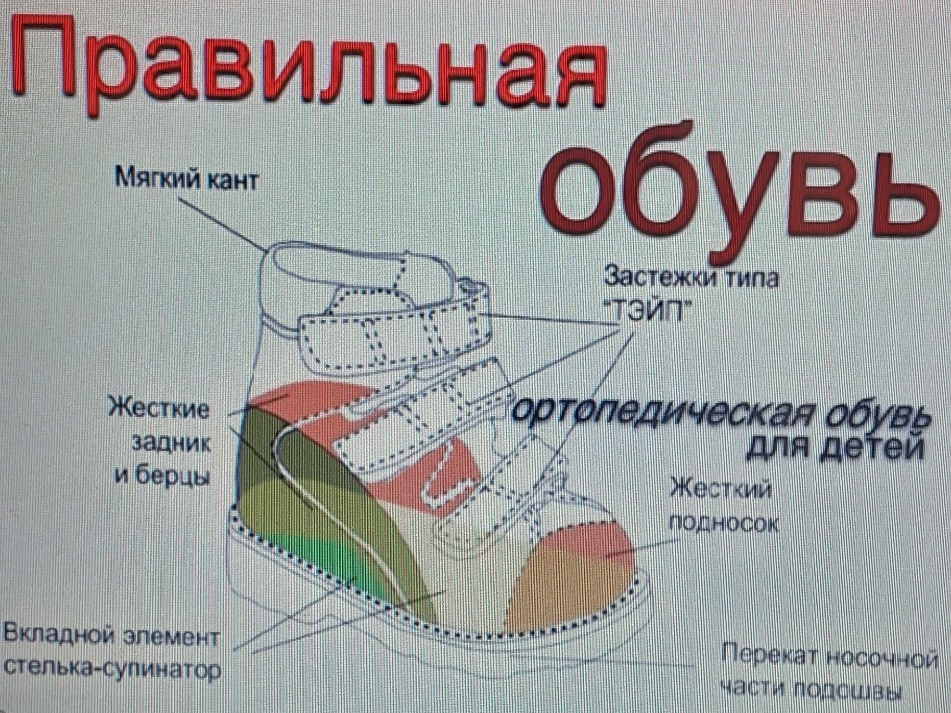 Правильная
обувь
Мягкий кант
Застежки типа
"ТЭЙП"
Жесткие
задник
и берцы
ортопедическая обувь
для детей
Жесткий
подносок
Вкладной элемент
стелька-супинатор
Перекат носочной
части подошвы